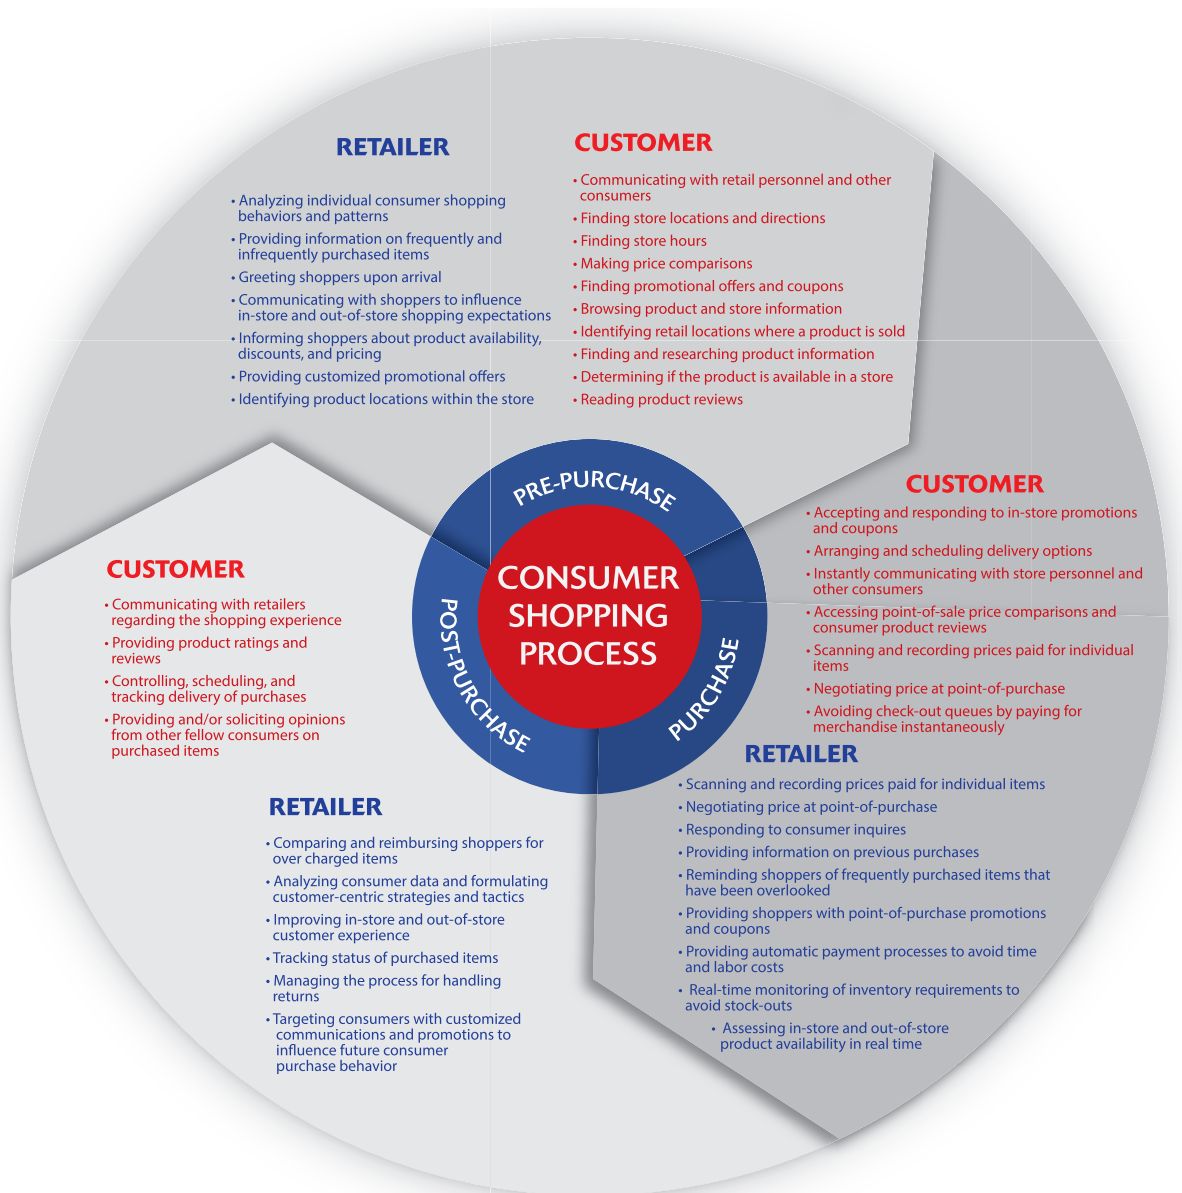 RETAILER
• Analyzing individual consumer shopping
behaviors and patterns
• Providing information on frequently and
infrequently purchased items
• Greeting shoppers upon arrival
• Communicating with shoppers to influence
in-store and out-of-store shopping expectations
• Informing shoppers about product availability,
discounts, and pricing
• Providing customized promotional offers
• Identifying product locations within the store
CUSTOMER
• Communicating with retail personnel and other
consumers
• Finding store locations and directions
• Finding store hours
• Making price comparisons
• Finding promotional offers and coupons
• Browsing product and store information
• Identifying retail locations where a product is sold
• Finding and researching product information
• Determining if the product is available in a store
• Reading product reviews
PRE-PURCHASE
CONSUMER
SHOPPING
PROCESS
PURCHASE
POST-PURCHASE
CUSTOMER
• Accepting and responding to in-store promotions
and coupons
• Arranging and scheduling delivery options
• Instantly communicating with store personnel and
other consumers
• Accessing point-of-sale price comparisons and
consumer product reviews
• Scanning and recording prices paid for individual
items
• Negotiating price at point-of-purchase
• Avoiding check-out queues by paying for
merchandise instantaneously
RETAILER
• Scanning and recording prices paid for individual items
• Negotiating price at point-of-purchase
• Responding to consumer inquires
• Providing information on previous purchases
• Reminding shoppers of frequently purchased items that
have been overlooked
• Providing shoppers with point-of-purchase promotions
and coupons
• Providing automatic payment processes to avoid time
and labor costs
• Real-time monitoring of inventory requirements to
avoid stock-outs
• Assessing in-store and out-of-store
product availability in real time
CUSTOMER
• Communicating with retailers
regarding the shopping experience
• Providing product ratings and
reviews
• Controlling, scheduling, and
tracking delivery of purchases
• Providing and/or soliciting opinions
from other fellow consumers on
purchased items
RETAILER
• Comparing and reimbursing shoppers for
over charged items
• Analyzing consumer data and formulating
customer-centric strategies and tactics
• Improving in-store and out-of-store
customer experience
• Tracking status of purchased items
• Managing the process for handling
returns
• Targeting consumers with customized
communications and promotions to
influence future consumer
purchase behavior